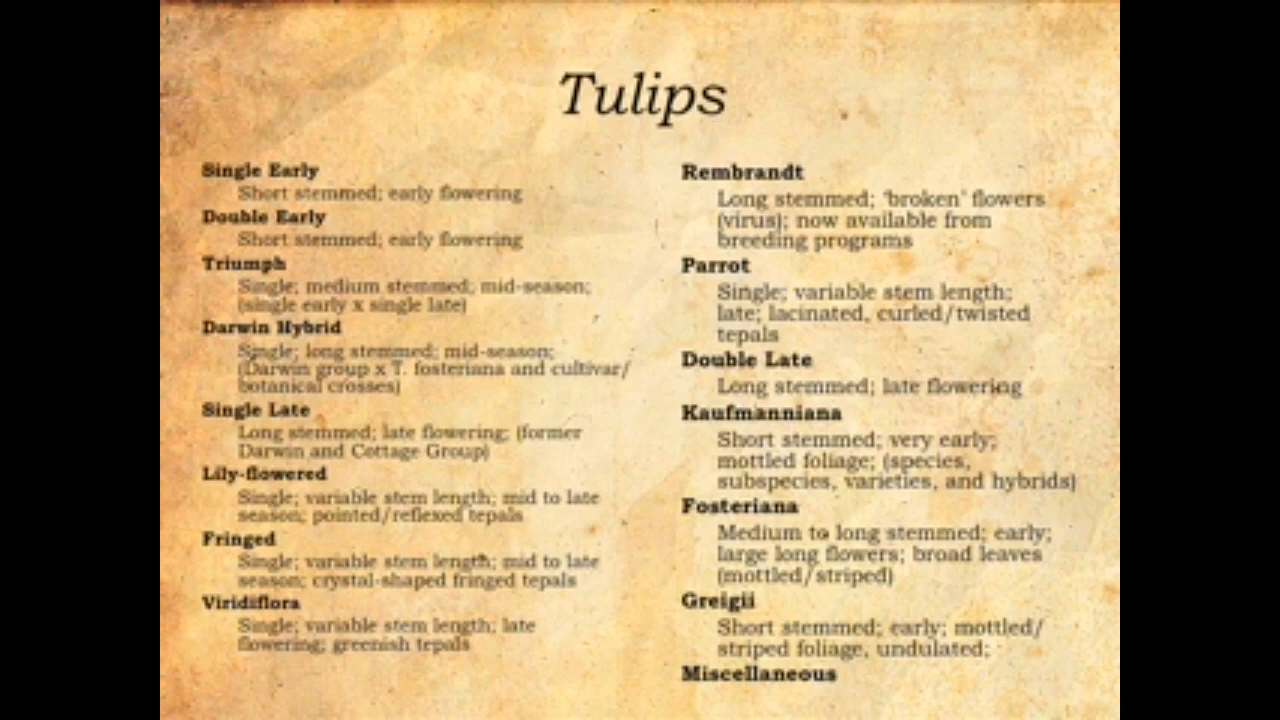 Tulips
Single Early
Short stemmed; early flowering
Double Early
Short stemmed; early flowering
Triumph
Single; medium stemmed; mid-season;
(single early x single late)
Darwin Hybrid
Single; long stemmed; mid-season;
(Darwin group x T. fosteriana and cultivar/
botanical crosses)
Single Late
Long stemmed; late flowering; (former
Darwin and Cottage Group)
Lily-flowered
Single; variable stem length; mid to late
season; pointed/reflexed tepals
Fringed
Single; variable stem length; mid to late
season; crystal-shaped fringed tepals
Viridiflora
Single; variable stem length; late
flowering; greenish tepals
Rembrandt
Long stemmed; 'broken' flowers
(virus); now available from
breeding programs
Parrot
Single; variable stem length;
late; lacinated, curled/twisted
tepals
Double Late
Long stemmed; late flowering
Kaufmanniana
Short stemmed; very early;
mottled foliage; (species,
subspecies, varieties, and hybrids)
Fosteriana
Medium to long stemmed; early;
large long flowers; broad leaves
(mottled/striped)
Greigii
Short stemmed; early; mottled/
striped foliage, undulated;
Miscellaneous